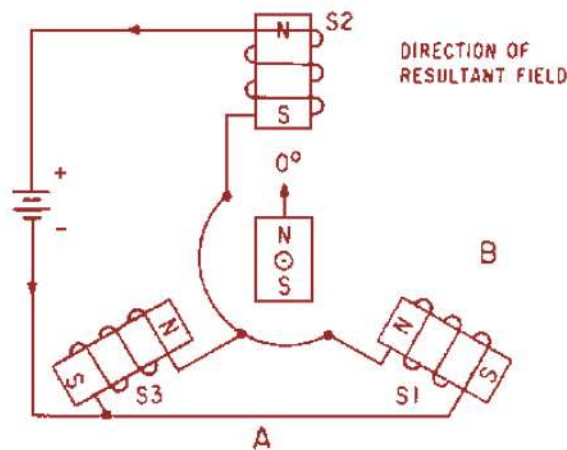 N
S2
DIRECTION OF
RESULTANT FIELD
S
0°
+
-
N
S
B
N
S
S3
N
S
S1
A